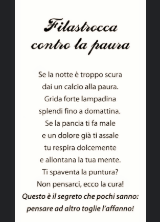 Filastrocca
contro la paura
Se la notte è troppo scura
dai un calcio alla paura.
Grida forte lampadina
splendi fino a domattina.
Se la pancia ti fa male
e un dolore già ti assale
tu respira dolcemente
e allontana la tua mente.
Ti spaventa la puntura?
Non pensarci, ecco la cura!
Questo è il segreto che pochi sanno:
pensare ad altro toglie l'affanno!